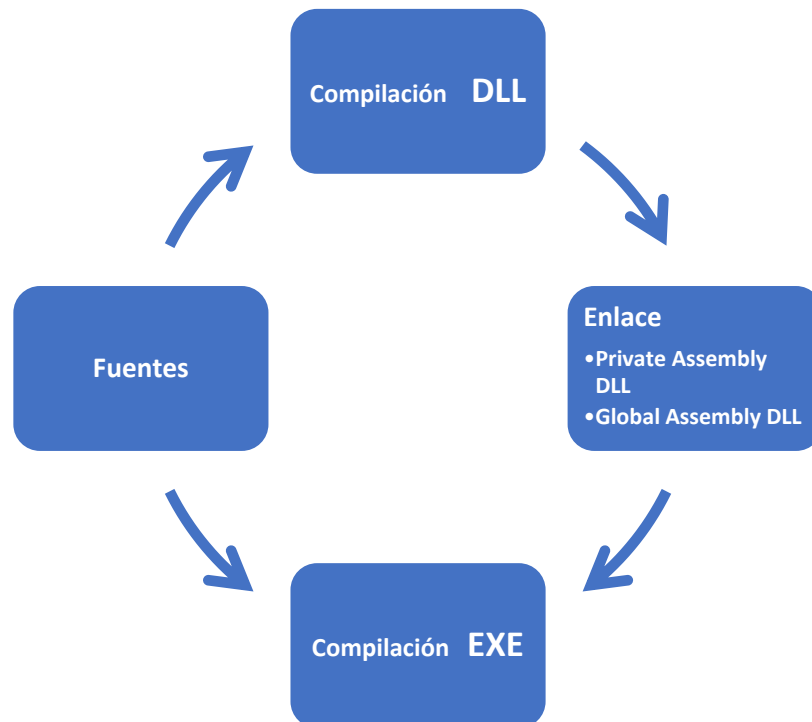 Compilación DLL
Fuentes
Enlace
•Private Assembly
DLL
•Global Assembly DLL
Compilación EXE